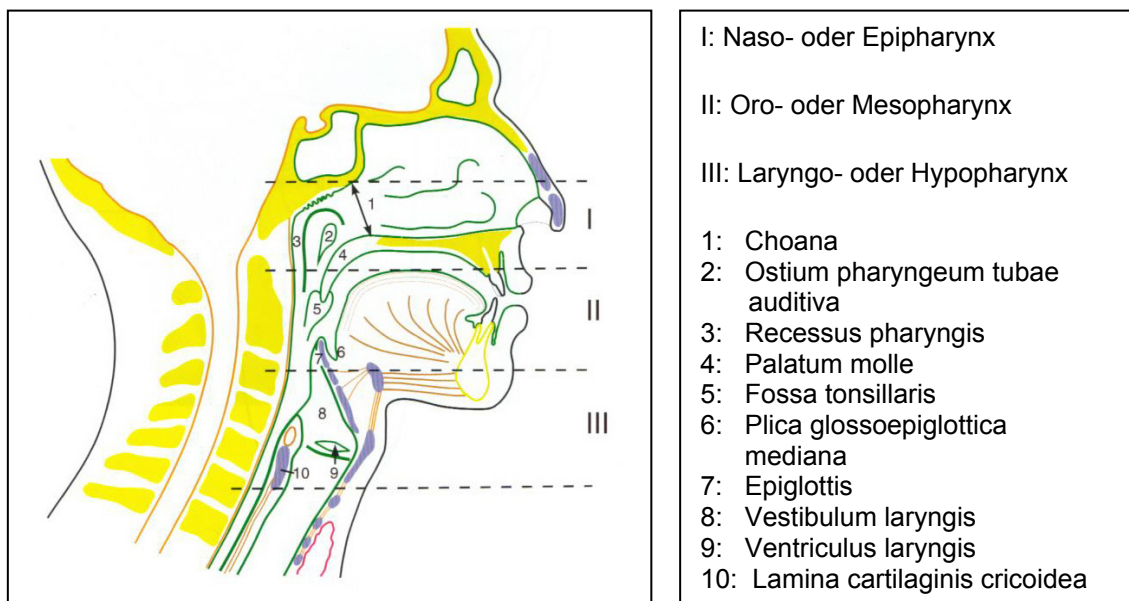 1
I
3
2
4
II
5
7
6
8
III
10
9
I: Naso- oder Epipharynx
II: Oro- oder Mesopharynx
III: Laryngo- oder Hypopharynx
1: Choana
2: Ostium pharyngeum tubae
auditiva
3: Recessus pharyngis
4: Palatum molle
5: Fossa tonsillaris
6: Plica glossoepiglottica
mediana
7: Epiglottis
8: Vestibulum laryngis
9: Ventriculus laryngis
10: Lamina cartilaginis cricoidea